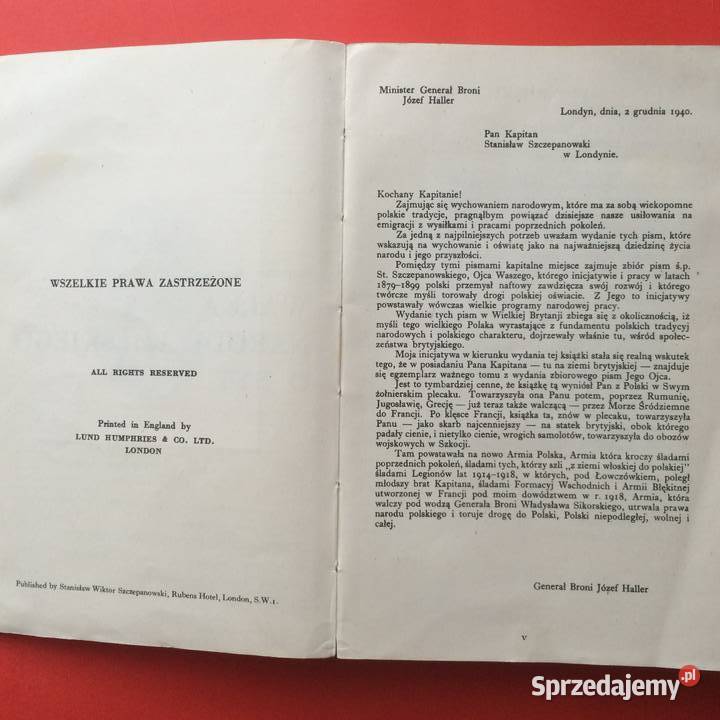 WSZELKIE PRAWA ZASTRZEŻONE
ALL RIGHTS RESERVED
Printed in England by
LUND HUMPHRIES & CO. LTD.
LONDON
Published by Stanisław Wiktor Szczepanowski, Rubens Hotel, London, S.W.1.
Minister Generał Broni
Józef Haller
Londyn, dnia, 2 grudnia 1940.
Pan Kapitan
Stanisław Szczepanowski
w Londynie.
Kochany Kapitanie!
Zajmując się wychowaniem narodowym, które ma za sobą wiekopomne
polskie tradycje, pragnąłbym powiązać dzisiejsze nasze usiłowania na
emigracji z wysiłkami i pracami poprzednich pokoleń.
Za jedną z najpilniejszych potrzeb uważam wydanie tych pism, które
wskazują na wychowanie i oświatę jako na najważniejszą dziedzinę życia
narodu i jego przyszłości.
Pomiędzy tymi pismami kapitalne miejsce zajmuje zbiór pism ś.p.
St. Szczepanowskiego, Ojca Waszego, którego inicjatywie i pracy w latach
1879–1899 polski przemysł naftowy zawdzięcza swój rozwój i którego
twórcze myśli torowały drogi polskiej oświacie. Z Jego to inicjatywy
powstawały wówczas wielkie programy narodowej pracy.
Wydanie tych pism w Wielkiej Brytanji zbiega się z okolicznością, iż
myśli tego wielkiego Polaka wyrastające z fundamentu polskich tradycyj
narodowych i polskiego charakteru, dojrzewały właśnie tu, wśród społe-
czeństwa brytyjskiego.
Moja inicjatywa w kierunku wydania tej książki stała się realną wskutek
tego, że w posiadaniu Pana Kapitana — tu na ziemi brytyjskiej — znajduje
się egzemplarz ważnego tomu z wydania zbiorowego pism Jego Ojca.
Jest to tymbardziej cenne, że książkę tą wyniósł Pan z Polski w Swym
żołnierskim plecaku. Towarzyszyła ona Panu potem, poprzez Rumunię,
Jugosławię, Grecję — już teraz także walczącą — przez Morze Śródziemne
do Francji. Po klęsce Francji, książka ta, znów w plecaku, towarzyszyła
Panu — jako skarb najcenniejszy — na statek brytyjski, obok którego
padały cienie, i nietylko cienie, wrogich samolotów, towarzyszyła do obozów
wojskowych w Szkocji.
Tam powstawała na nowo Armia Polska, Armia która kroczy śladami
poprzednich pokoleń, śladami tych, którzy szli „z ziemi włoskiej do polskiej"
śladami Legionów lat 1914–1918, w których, pod Łowczówkiem, poległ
młodszy brat Kapitana, śladami Formacyj Wschodnich i Armii Błękitnej
utworzonej w Francji pod moim dowództwem w r. 1918, Armia, która
walczy pod wodzą Generała Broni Władysława Sikorskiego, utrwala prawa
narodu polskiego i toruje drogę do Polski, Polski niepodległej, wolnej i
całej.
Generał Broni Józef Haller
v
Sprzedajemy.pl